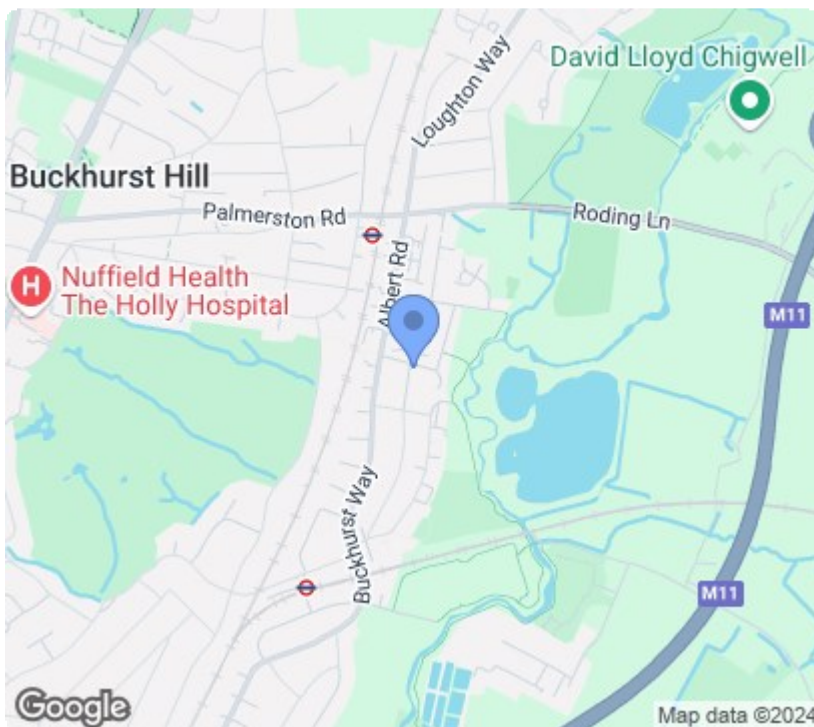 David Lloyd Chigwell
Loughton Way
Buckhurst Hill
Palmerston Rd
Roding Ln
H
Nuffield Health
The Holly Hospital
Albert Rd
M11
Buckhurst Way
M11
Google
Map data ©2024